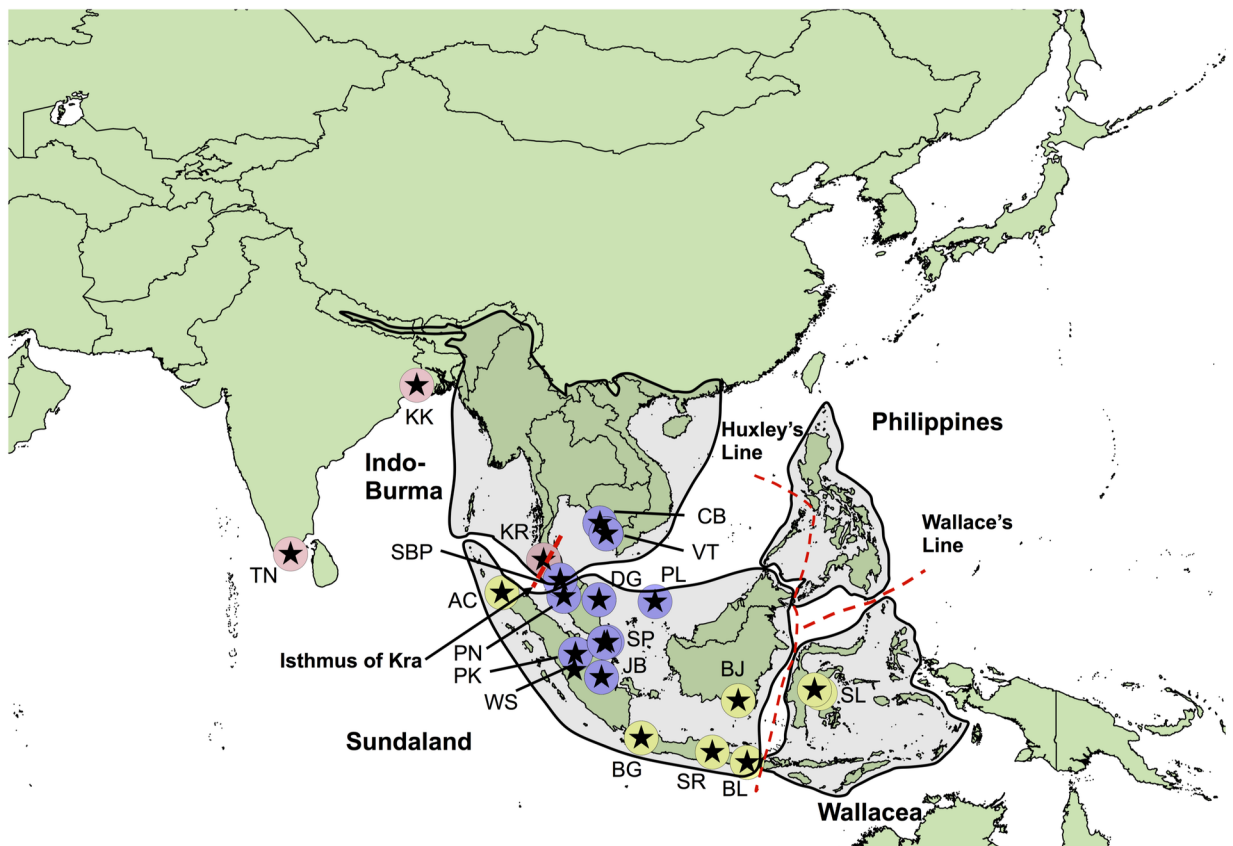 Philippines
Huxley's
Line
KK
Indo-
Burma
CB
Wallace's
Line
KR
VT
SBP
TN
DG
PL
AC
SP
PN
Isthmus of Kra
JB
PK
BJ
WS
SL
Sundaland
BG
SR
BL
Wallacea